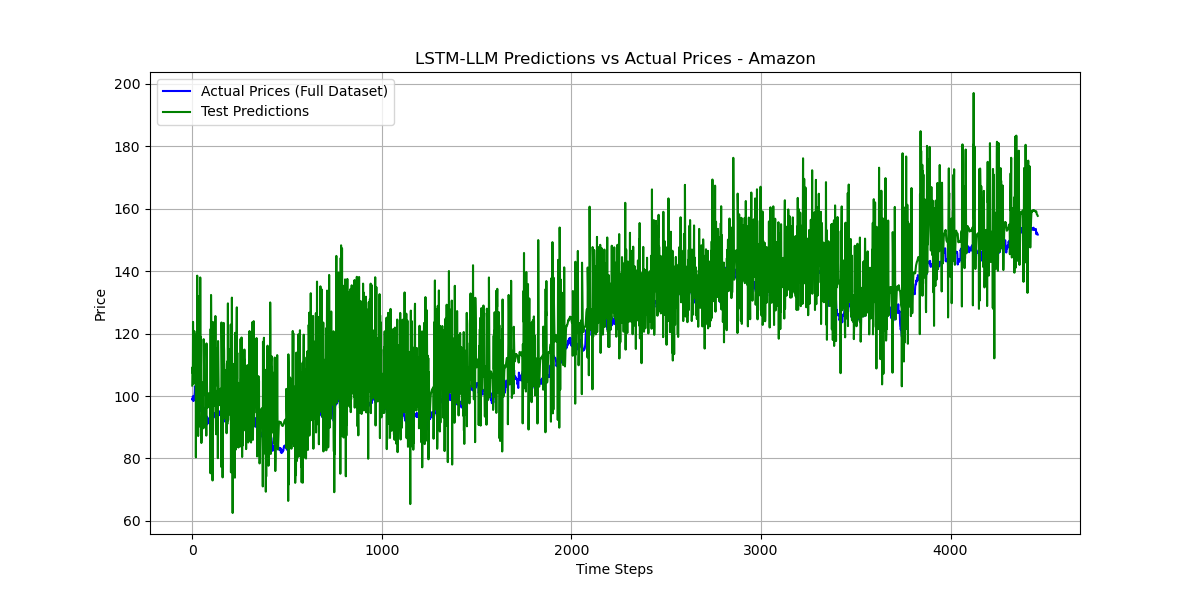 LSTM-LLM Predictions vs Actual Prices - Amazon
Actual Prices (Full Dataset)
Test Predictions
200
180
160
140
120
100
80
60
Price
0 1000 2000 3000 4000
Time Steps